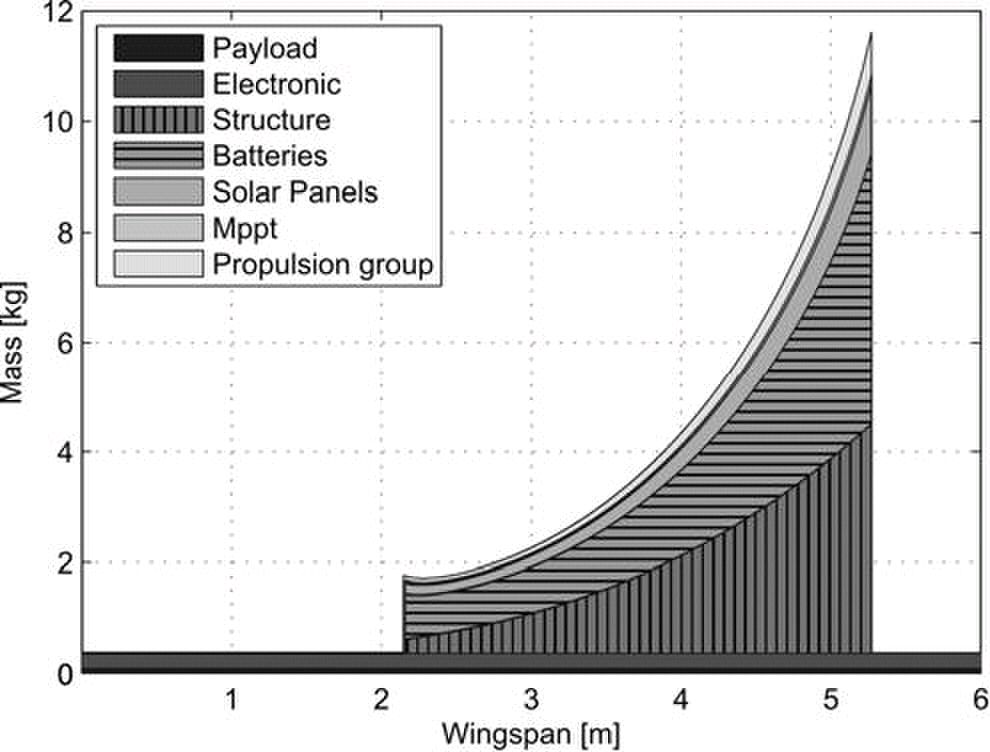 12
10
8
6
4
2
0
Mass [kg]
Payload
Electronic
Structure
Batteries
Solar Panels
Mppt
Propulsion group
1 2 3 4 5 6
Wingspan [m]